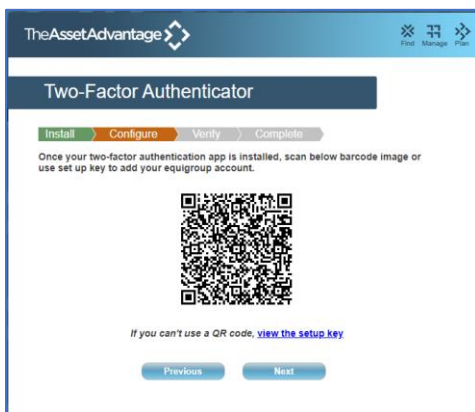 TheAssetAdvantage
Find Manage Plan
Two-Factor Authenticator
Install Configure Verify Complete
Once your two-factor authentication app is installed, scan below barcode image or
use set up key to add your equigroup account.
If you can't use a QR code, view the setup key
Previous Next